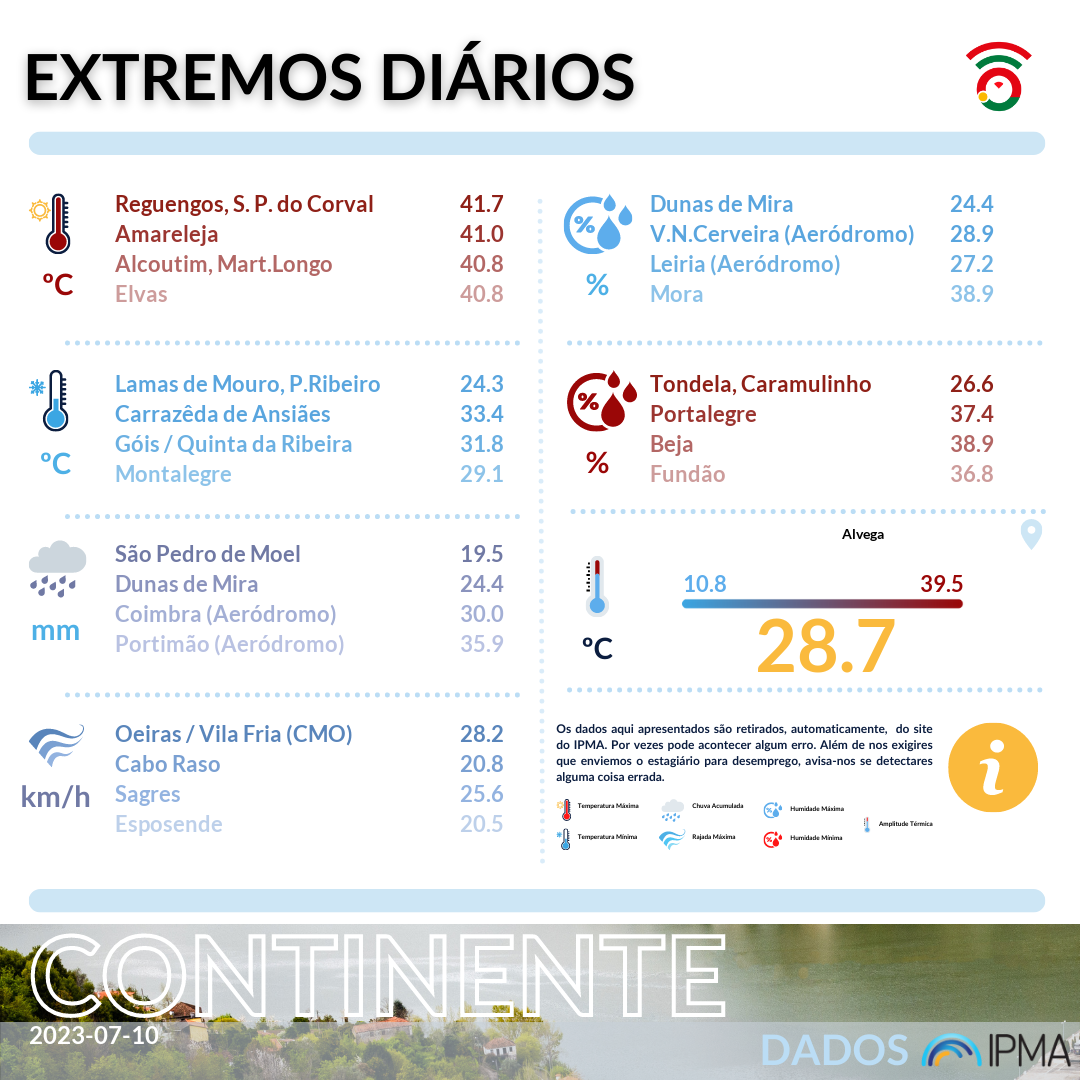 EXTREMOS DIÁRIOS
ºC
Reguengos, S. P. do Corval 41.7
Amareleja 41.0
Alcoutim, Mart.Longo 40.8
Elvas 40.8
ºC
Lamas de Mouro, P.Ribeiro 24.3
Carrazêda de Ansiães 33.4
Góis / Quinta da Ribeira 31.8
Montalegre 29.1
mm
São Pedro de Moel 19.5
Dunas de Mira 24.4
Coimbra (Aeródromo) 30.0
Portimão (Aeródromo) 35.9
km/h
Oeiras / Vila Fria (CMO) 28.2
Cabo Raso 20.8
Sagres 25.6
Esposende 20.5
%
%
Dunas de Mira 24.4
V.N.Cerveira (Aeródromo) 28.9
Leiria (Aeródromo) 27.2
Mora 38.9
%
%
Tondela, Caramulinho 26.6
Portalegre 37.4
Beja 38.9
Fundão 36.8
Alvega
ºC
10.8 39.5
28.7
Os dados aqui apresentados são retirados, automaticamente, do site
do IPMA. Por vezes pode acontecer algum erro. Além de nos exigires
que enviemos o estagiário para desemprego, avisa-nos se detectares
alguma coisa errada.
i
Temperatura Máxima
Chuva Acumulada
Humidade Máxima
Amplitude Térmica
Temperatura Mínima
Rajada Máxima
Humidade Mínima
CONTINENTE
2023-07-10
DADOS IPMA